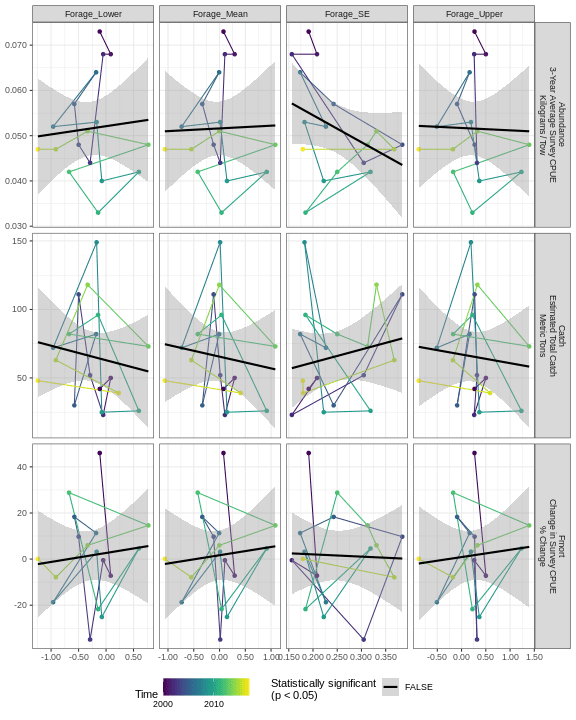 Forage_Lower
Forage_Mean
Forage_SE
Forage_Upper
0.070
0.060
0.050
0.040
0.030
Abundance
3-Year Average Survey CPUE
Kilograms / Tow
150
100
50
Catch
Estimated Total Catch
Metric Tons
40
20
0
-20
Fmort
Change in Survey CPUE
% Change
-1.00 -0.50 0.00 0.50
-1.00 -0.50 0.00 0.50 1.00
0.150 0.200 0.250 0.300 0.350
-0.50 0.00 0.50 1.00 1.50
Time
2000 2010
Statistically significant
(p < 0.05)
FALSE